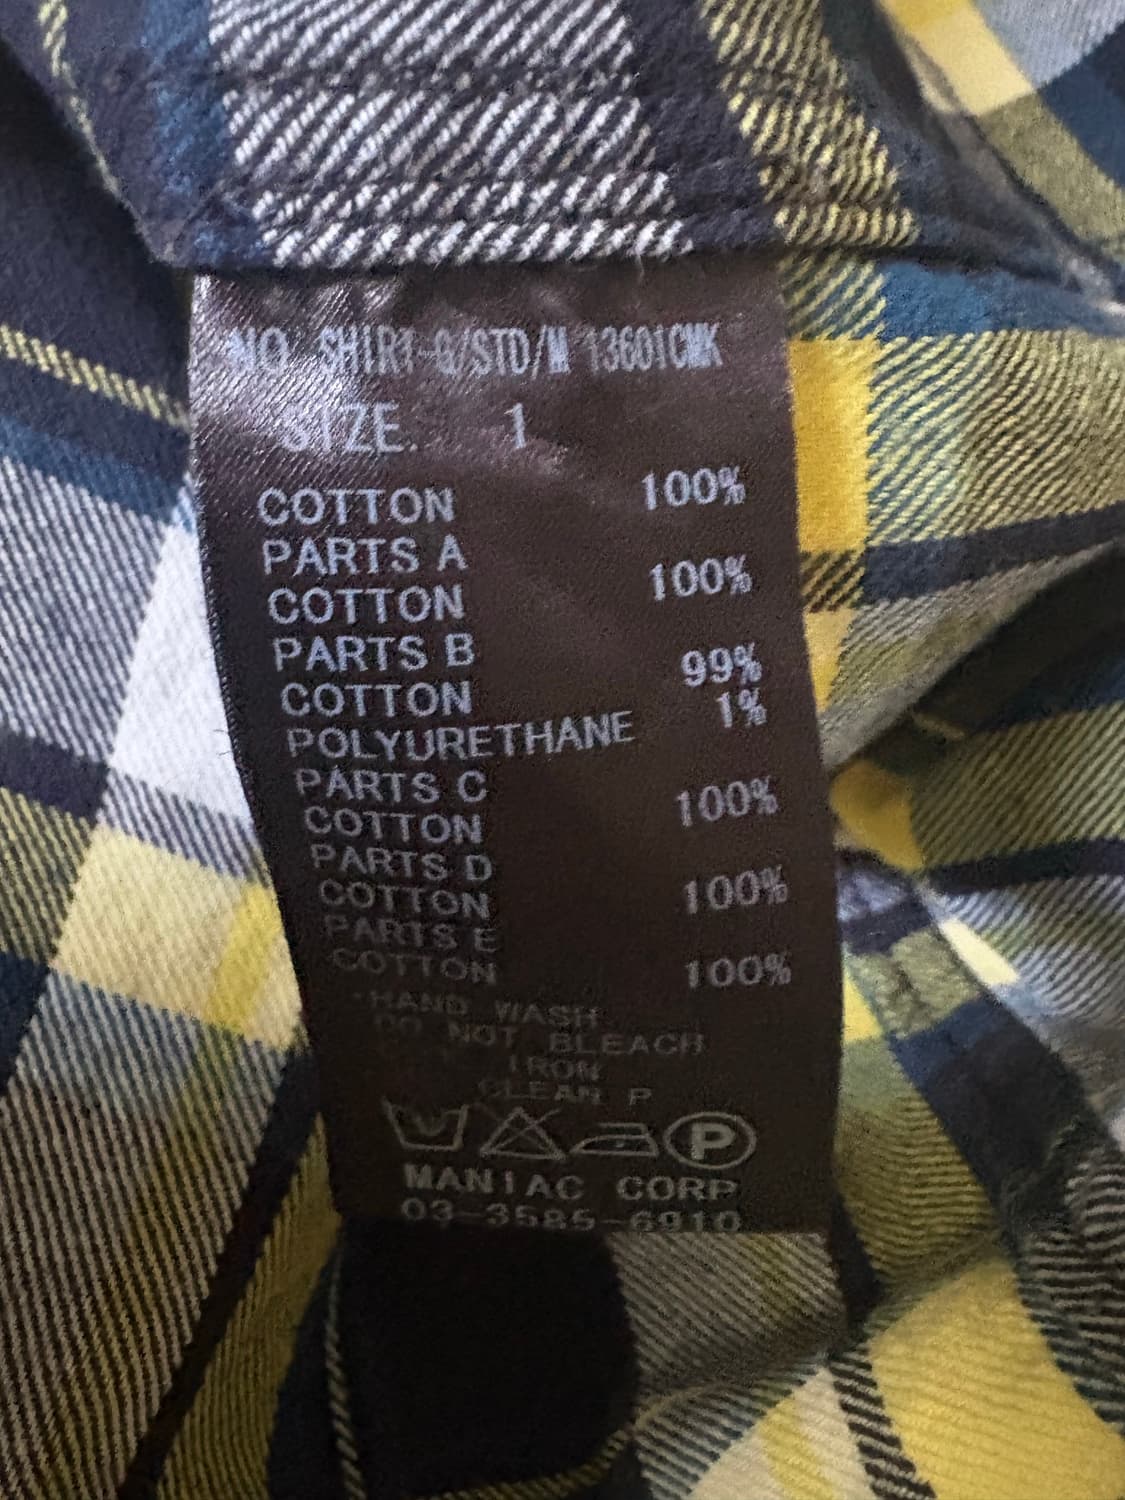 NO. SHIRT-G/STD/M 13601CMK
SIZE. 1
COTTON 100%
PARTS A
COTTON 100%
PARTS B
COTTON 99%
POLYURETHANE 1%
PARTS C
COTTON 100%
PARTS D
COTTON 100%
PARTS E
COTTON 100%
HAND WASH
DO NOT BLEACH
IRON
CLEAN P
P
MANIAC CORP
03-3585-6910